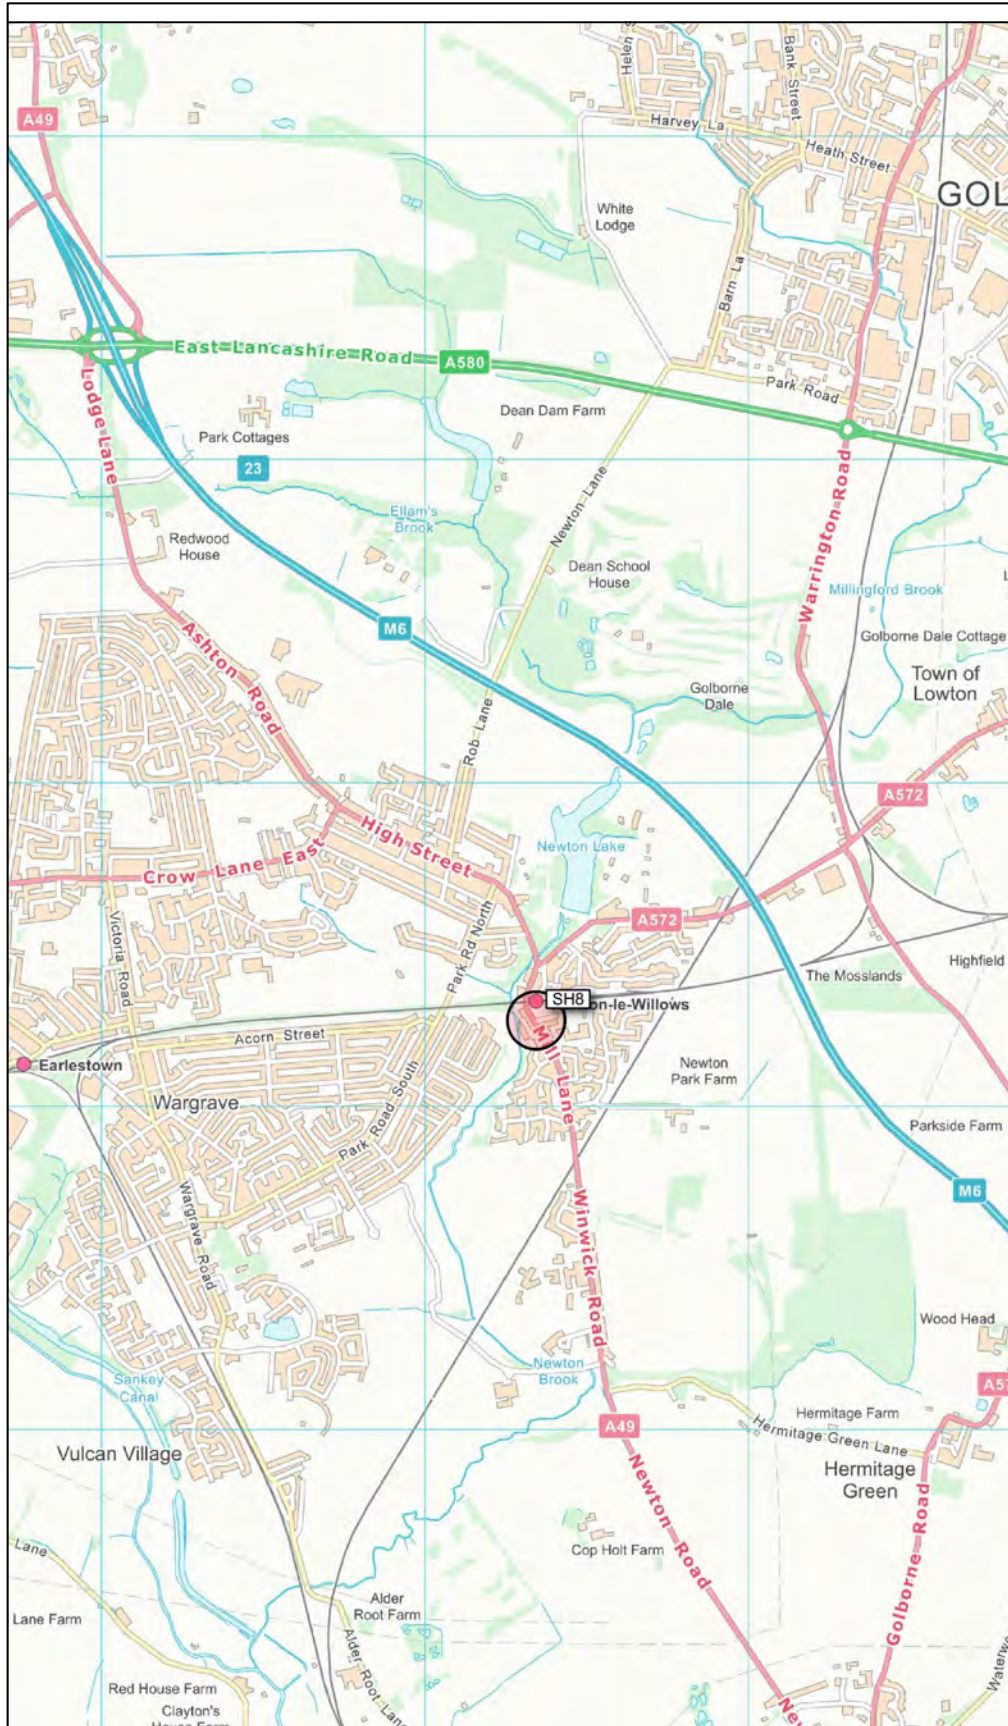 Helen S
Bank
Street
A49
Harvey La
Heath Street
GOL
White
Lodge
Barn La
East Lancashire Road
A580
Park Road
Lodge Lane
Dean Dam Farm
Park Cottages
23
Newton Lane
Warrington Road
Ellam's
Brook
Redwood
House
Dean School
House
Millingford Brook
M6
Golborne Dale Cottage
Ashton Road
Town of
Lowton
Golborne
Dale
Rob Lane
A572
High Street
Newton Lake
Crow Lane East
A572
Park Rd North
Victoria Road
Highfield
The Mosslands
SH8
on-le-Willows
Acorn Street
Earlestown
Mill Lane
Newton
Park Farm
Wargrave
Park Road South
Parkside Farm
M6
Wargrave Road
Winwick Road
Wood Head
Newton
Brook
Sankey
Canal
A57
Hermitage Farm
A49
Hermitage Green Lane
Vulcan Village
Hermitage
Green
Newton Road
Golborne Road
Lane
Cop Holt Farm
Alder
Root Farm
Lane Farm
Alder Root Lane
Waterwo
Red House Farm
Clayton's
House Farm
Ne